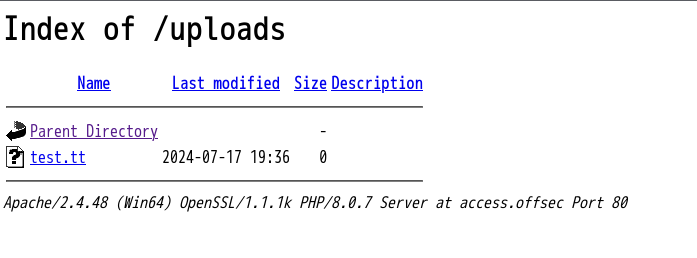 Index of /uploads
Name Last modified Size Description
Parent Directory -
test.tt 2024-07-17 19:36 0
Apache/2.4.48 (Win64) OpenSSL/1.1.1k PHP/8.0.7 Server at access.offsec Port 80